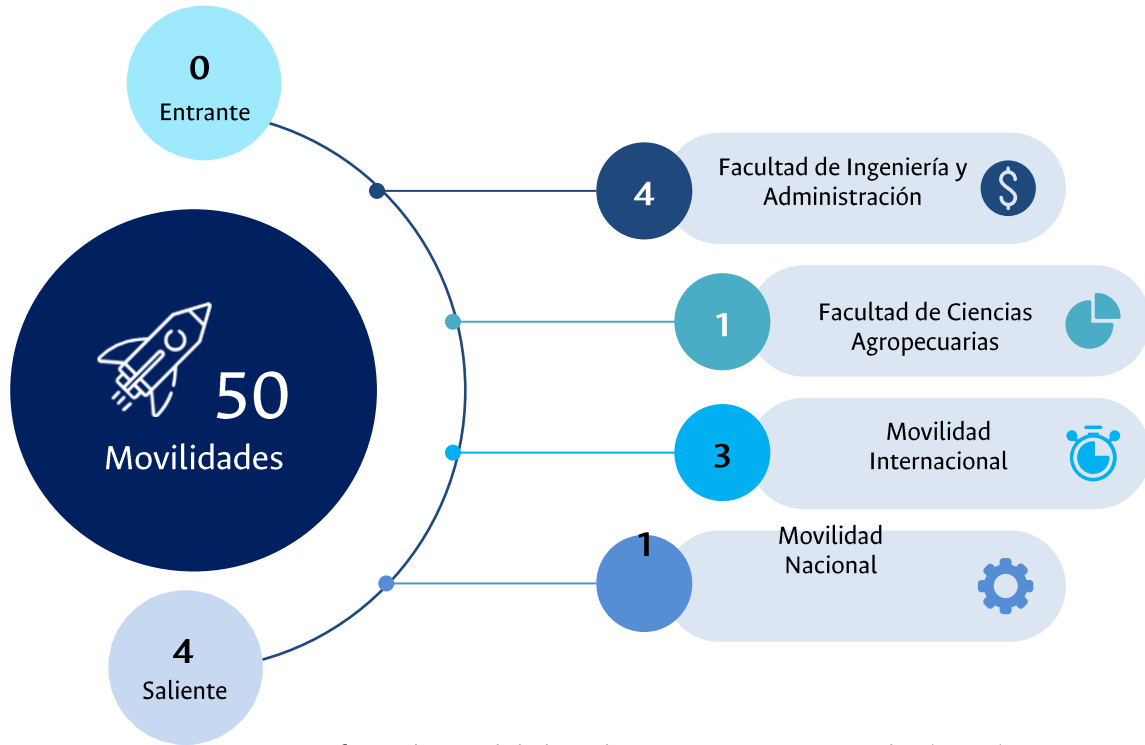 0
Entrante
50
Movilidades
4
Saliente
4
Facultad de Ingeniería y
Administración
1
Facultad de Ciencias
Agropecuarias
3
Movilidad
Internacional
1
Movilidad
Nacional